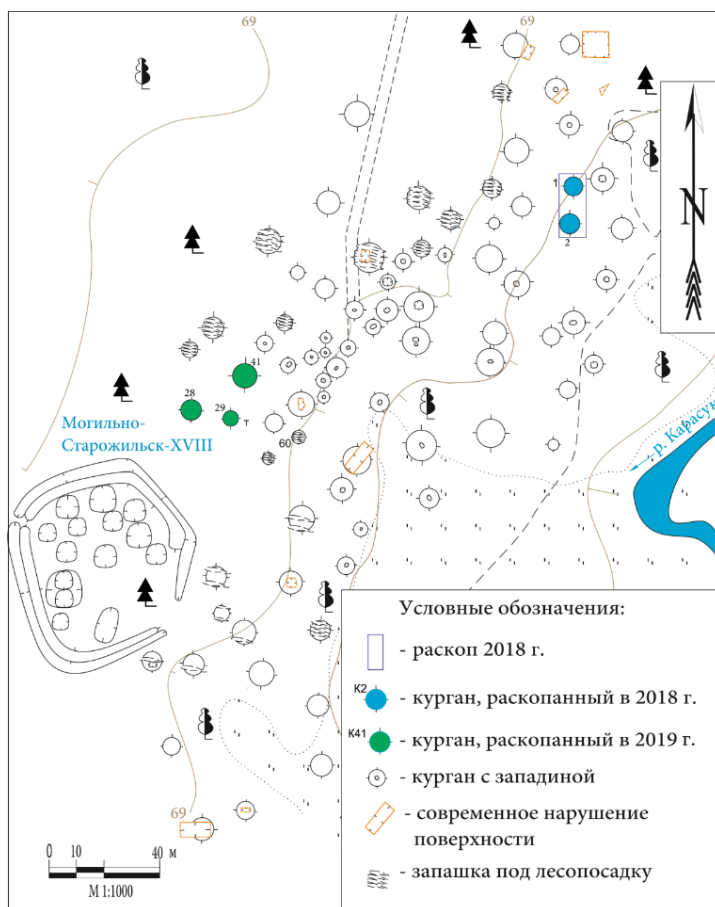 69
69
1
N
2
41
28
29
т
Могильно-
Старожильск-XVIII
60
р. Карасук
69
Условные обозначения:
- раскоп 2018 г.
К2
- курган, раскопанный в 2018 г.
К41
- курган, раскопанный в 2019 г.
- курган с западиной
- современное нарушение
поверхности
- запашка под лесопосадку
0 10 40 м
М 1:1000